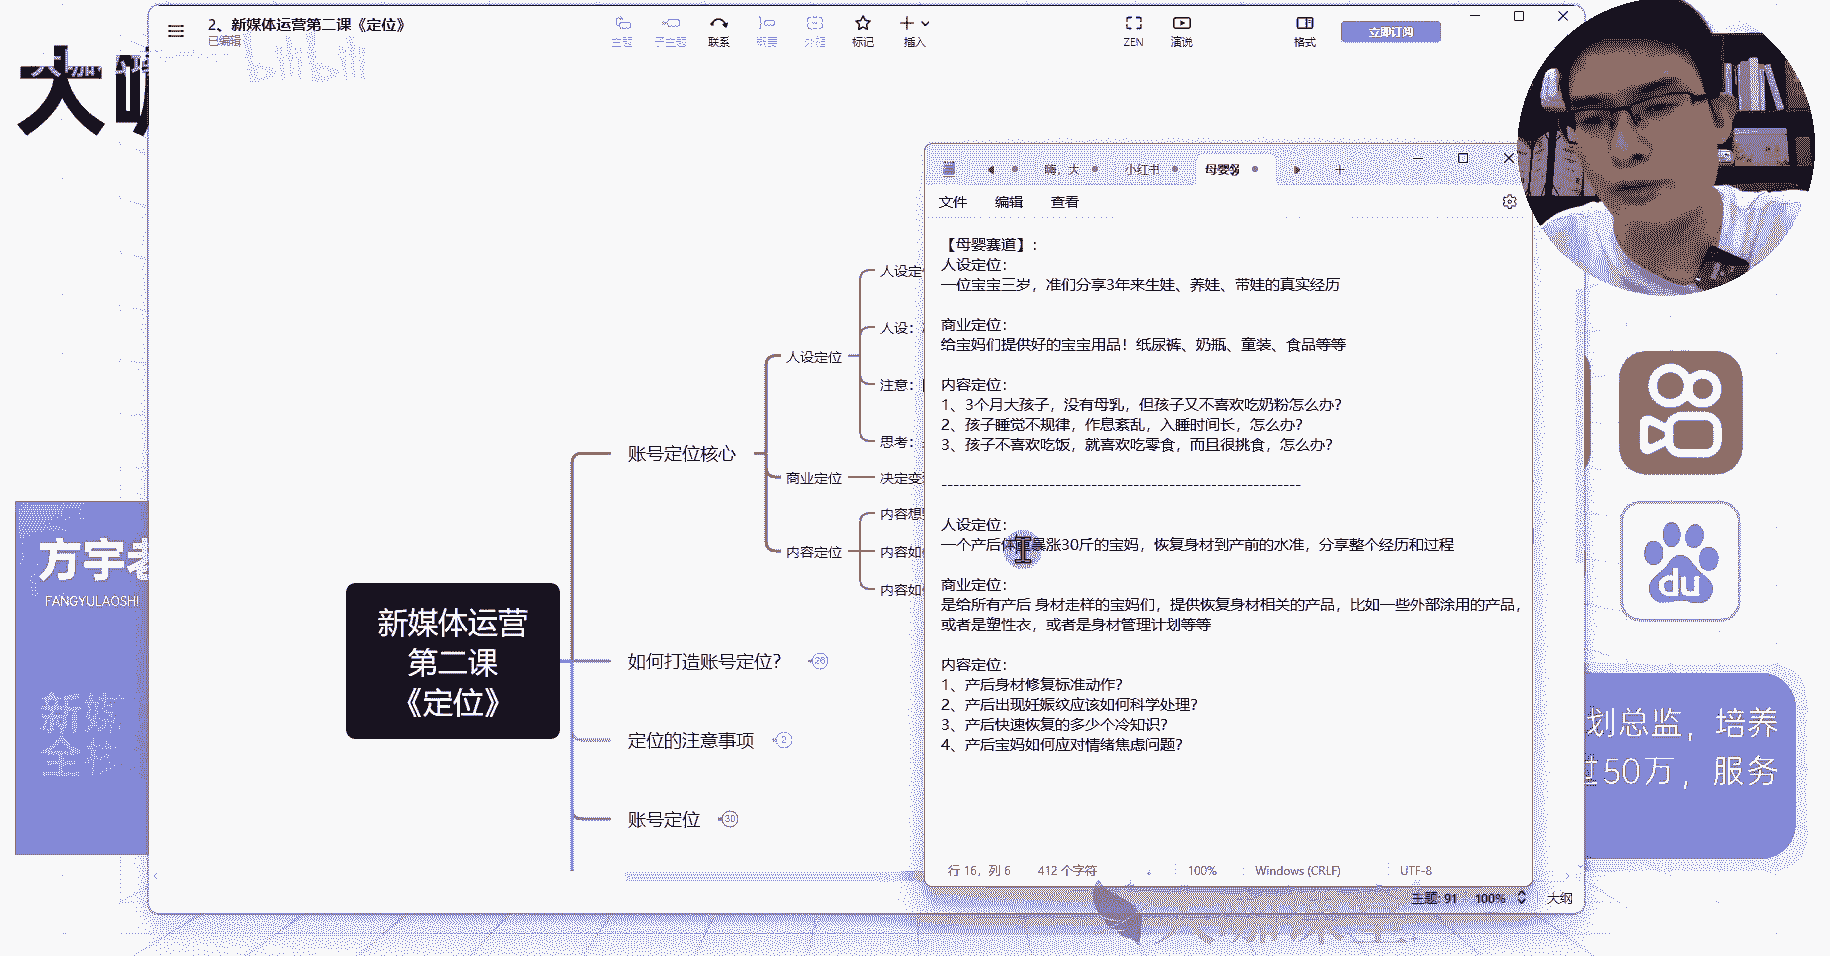 2、新媒体运营第二课《定位》
已编辑
主题
子主题
联系
概要
外框
标记
插入
ZEN
演说
格式
立即订阅
大
bilibili
嗨，大
小红书
母婴
文件
编辑
查看
【母婴赛道】：
人设定位：
一位宝宝三岁，准们分享3年来生娃、养娃、带娃的真实经历
商业定位：
给宝妈们提供好的宝宝用品！纸尿裤、奶瓶、童装、食品等等
内容定位：
1、3个月大孩子，没有母乳，但孩子又不喜欢吃奶粉怎么办？
2、孩子睡觉不规律，作息紊乱，入睡时间长，怎么办？
3、孩子不喜欢吃饭，就喜欢吃零食，而且很挑食，怎么办？
------------------------------------------------------------
人设定位：
一个产后体重暴涨30斤的宝妈，恢复身材到产前的水准，分享整个经历和过程
商业定位：
是给所有产后 身材走样的宝妈们，提供恢复身材相关的产品，比如一些外部涂用的产品，
或者是塑性衣，或者是身材管理计划等等
内容定位：
1、产后身材修复标准动作？
2、产后出现妊娠纹应该如何科学处理？
3、产后快速恢复的多少个冷知识？
4、产后宝妈如何应对情绪焦虑问题？
行 16，列 6
412 个字符
100%
Windows (CRLF)
UTF-8
人设定
人设：
人设定位
注意：
思考：
账号定位核心
商业定位
决定变
内容想
内容定位
内容如
内容如
新媒体运营
第二课
《定位》
如何打造账号定位？
26
定位的注意事项
2
账号定位
30
方宇老
FANGYULAOSHI
新媒
全栈
du
划总监，培养
过50万，服务
主题: 91
100%
大纲